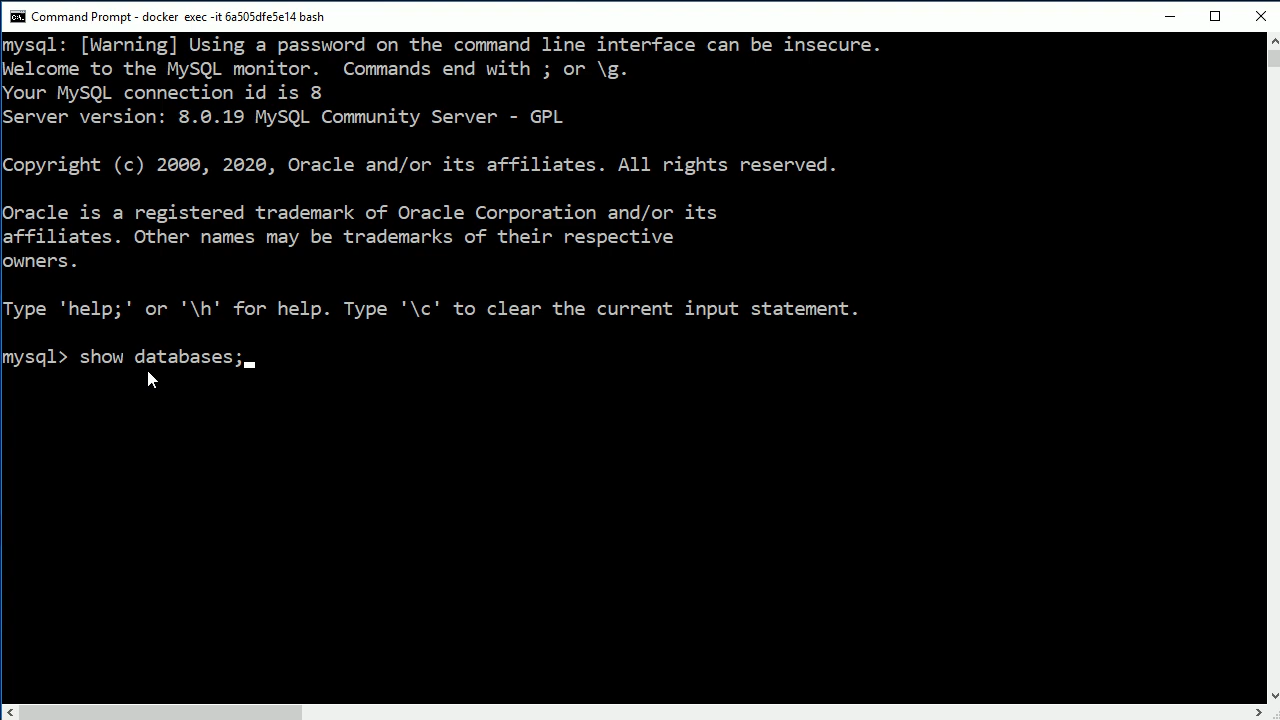 Command Prompt - docker  exec -it 6a505dfe5e14 bash
mysql: [Warning] Using a password on the command line interface can be insecure.
Welcome to the MySQL monitor.  Commands end with ; or \g.
Your MySQL connection id is 8
Server version: 8.0.19 MySQL Community Server - GPL
Copyright (c) 2000, 2020, Oracle and/or its affiliates. All rights reserved.
Oracle is a registered trademark of Oracle Corporation and/or its
affiliates. Other names may be trademarks of their respective
owners.
Type 'help;' or '\h' for help. Type '\c' to clear the current input statement.
mysql> show databases;